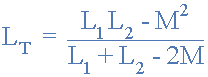 L_T = (L_1 L_2 - M^2) / (L_1 + L_2 - 2M)